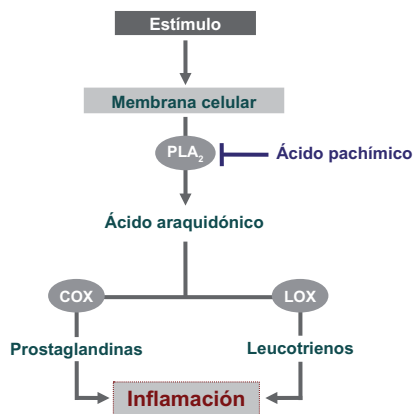 Estímulo
Membrana celular
PLA₂
Ácido pachímico
Ácido araquidónico
COX
LOX
Prostaglandinas
Leucotrienos
Inflamación